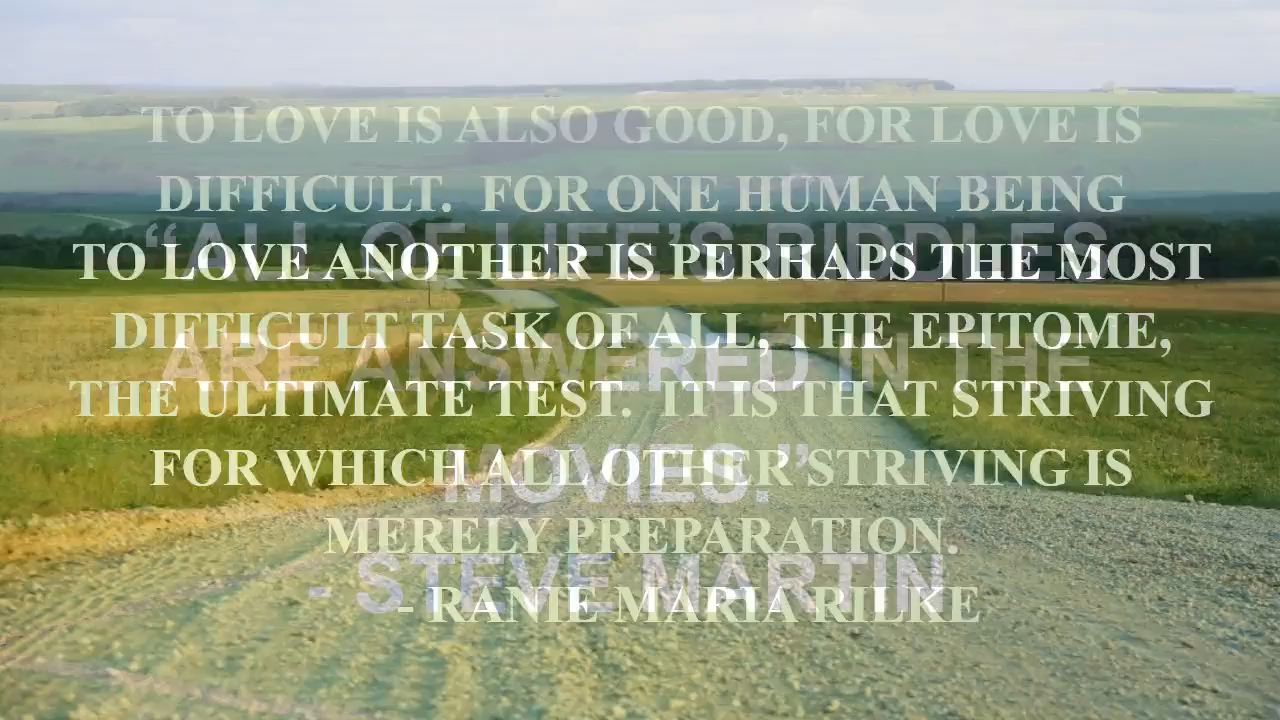 TO LOVE IS ALSO GOOD, FOR LOVE IS
DIFFICULT. FOR ONE HUMAN BEING
TO LOVE ANOTHER IS PERHAPS THE MOST
DIFFICULT TASK OF ALL, THE EPITOME,
THE ULTIMATE TEST. IT IS THAT STRIVING
FOR WHICH ALL OTHER STRIVING IS
MERELY PREPARATION.
- RANIE MARIA RILKE
“ALL OF LIFE’S RIDDLES
ARE ANSWERED IN THE
MOVIES.”
- STEVE MARTIN